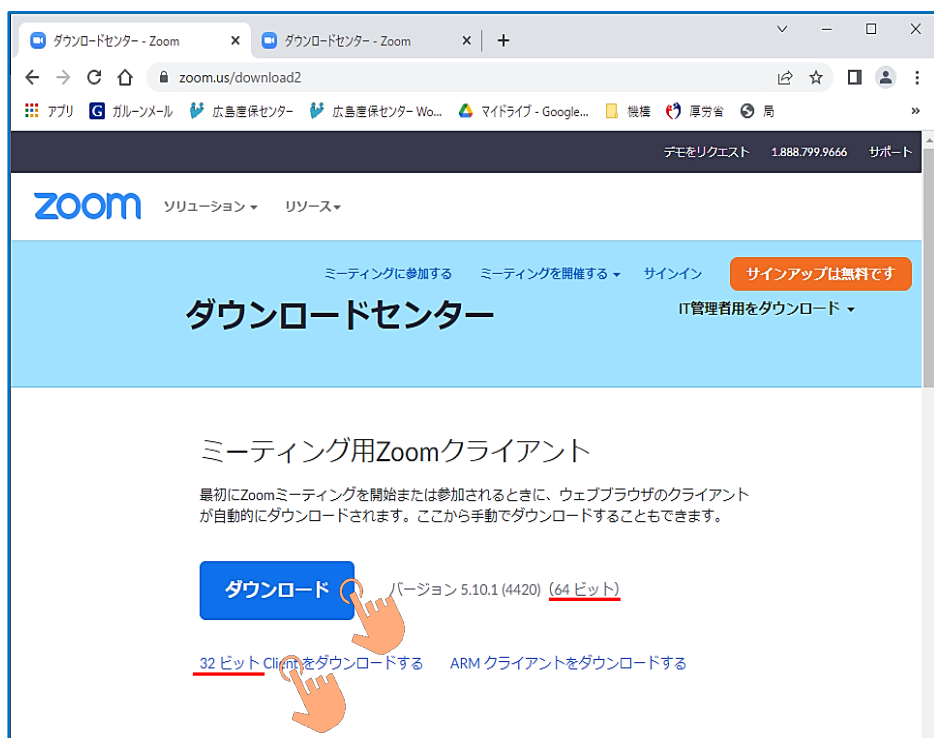 ダウンロードセンター - Zoom
ダウンロードセンター - Zoom
zoom.us/download2
アプリ
G ガルーンメール
広島産保センター
広島産保センター Wo...
マイドライブ - Google...
機構
厚労省
局
»
デモをリクエスト 1.888.799.9666 サポート
zoom
ソリューション
リソース
ミーティングに参加する ミーティングを開催する サインイン サインアップは無料です
ダウンロードセンター
IT管理者用をダウンロード
ミーティング用Zoomクライアント
最初にZoomミーティングを開始または参加されるときに、ウェブブラウザのクライアント
が自動的にダウンロードされます。ここから手動でダウンロードすることもできます。
ダウンロード
バージョン 5.10.1 (4420) (64 ビット)
32 ビット Client をダウンロードする ARM クライアントをダウンロードする